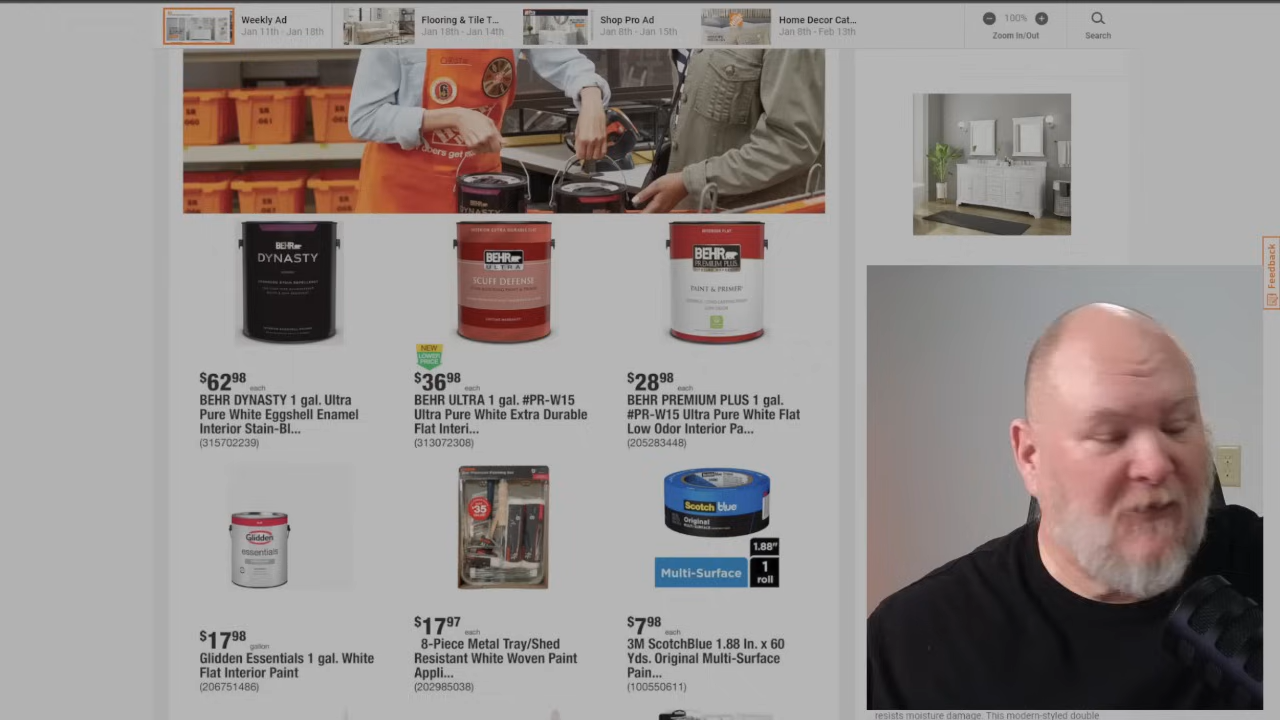 Weekly Ad
Jan 11th - Jan 18th
Flooring & Tile T...
Jan 18th - Jan 14th
Shop Pro Ad
Jan 8th - Jan 15th
Home Decor Cat...
Jan 8th - Feb 13th
100%
Zoom In/Out
Search
Feedback
BEHR
DYNASTY
BEHR
ULTRA
SCUFF DEFENSE
BEHR
PREMIUM PLUS
PAINT & PRIMER
NEW
LOWER
PRICE
$62 98
each
BEHR DYNASTY 1 gal. Ultra
Pure White Eggshell Enamel
Interior Stain-Bl...
(315702239)
$36 98
each
BEHR ULTRA 1 gal. #PR-W15
Ultra Pure White Extra Durable
Flat Interi...
(313072308)
$28 98
each
BEHR PREMIUM PLUS 1 gal.
#PR-W15 Ultra Pure White Flat
Low Odor Interior Pa...
(205283448)
Glidden
essentials
$35
Scotch blue
Original
1.88"
Multi-Surface
1
roll
$17 98
gallon
Glidden Essentials 1 gal. White
Flat Interior Paint
(206751486)
$17 97
each
8-Piece Metal Tray/Shed
Resistant White Woven Paint
Appli...
(202985038)
$7 98
each
3M ScotchBlue 1.88 In. x 60
Yds. Original Multi-Surface
Pain...
(100550611)
resists moisture damage. This modern-styled double